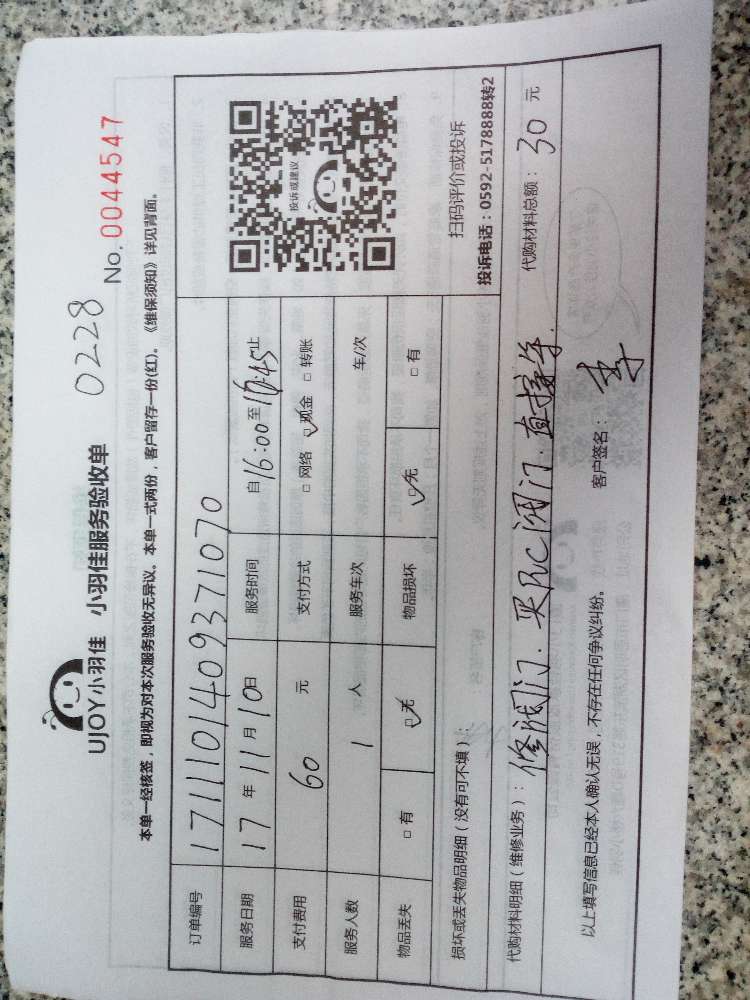 UJOY小羽佳 小羽佳服务验收单 0228 No. 0044547
本单一经核签，即视为对本次服务验收无异议。本单一式两份，客户留存一份(红)。《维保须知》详见背面。
订单编号 171110140937​1070
服务日期 17 年 11 月 10 日 服务时间 自 16:00 至 16:45 止
支付费用 60 元 支付方式 □ 网络 □ 现金 □ 转账
服务人数 1 人 服务车次 车/次
物品丢失 □ 有 □ 无 物品损坏 □ 无 □ 有
投诉或建议
扫码评价或投诉
投诉电话：0592-5178888转2
损坏或丢失物品明细（没有可不填）：
代购材料明细（维修业务）：修阀门、买PVC阀门、直接等. 代购材料总额：30 元
以上填写信息已经本人确认无误，不存在任何争议纠纷。 客户签名：李